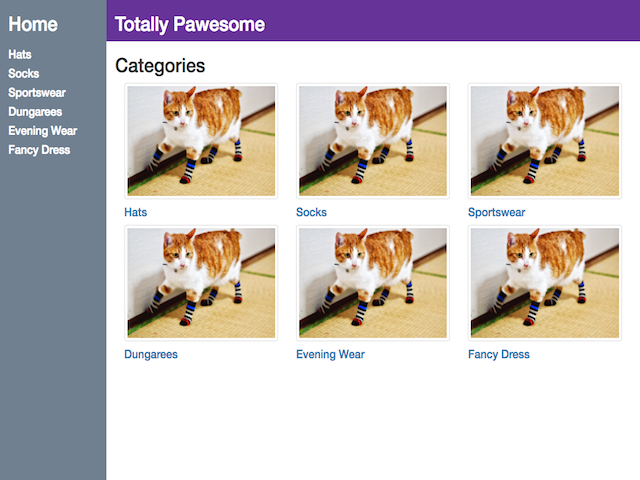 Home
Hats
Socks
Sportswear
Dungarees
Evening Wear
Fancy Dress
Totally Pawesome
Categories
Hats
Socks
Sportswear
Dungarees
Evening Wear
Fancy Dress